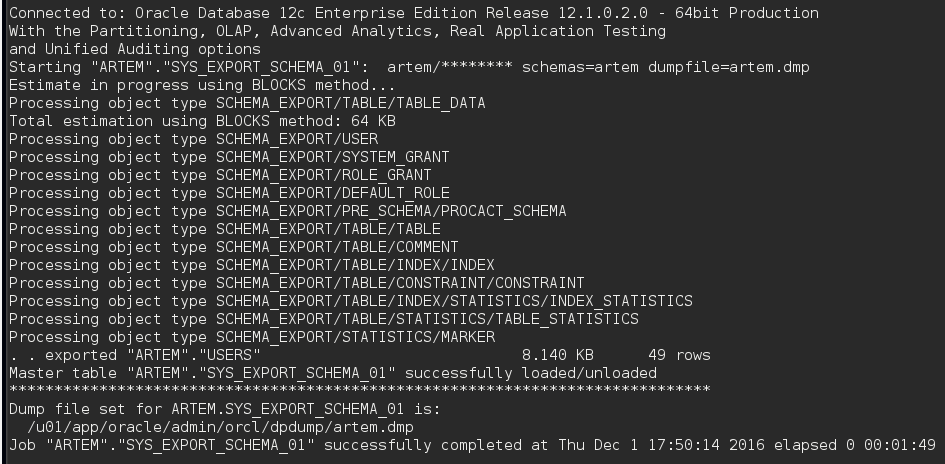 Connected to: Oracle Database 12c Enterprise Edition Release 12.1.0.2.0 - 64bit Production
With the Partitioning, OLAP, Advanced Analytics, Real Application Testing
and Unified Auditing options
Starting "ARTEM"."SYS_EXPORT_SCHEMA_01":  artem/******** schemas=artem dumpfile=artem.dmp
Estimate in progress using BLOCKS method...
Processing object type SCHEMA_EXPORT/TABLE/TABLE_DATA
Total estimation using BLOCKS method: 64 KB
Processing object type SCHEMA_EXPORT/USER
Processing object type SCHEMA_EXPORT/SYSTEM_GRANT
Processing object type SCHEMA_EXPORT/ROLE_GRANT
Processing object type SCHEMA_EXPORT/DEFAULT_ROLE
Processing object type SCHEMA_EXPORT/PRE_SCHEMA/PROCACT_SCHEMA
Processing object type SCHEMA_EXPORT/TABLE/TABLE
Processing object type SCHEMA_EXPORT/TABLE/COMMENT
Processing object type SCHEMA_EXPORT/TABLE/INDEX/INDEX
Processing object type SCHEMA_EXPORT/TABLE/CONSTRAINT/CONSTRAINT
Processing object type SCHEMA_EXPORT/TABLE/INDEX/STATISTICS/INDEX_STATISTICS
Processing object type SCHEMA_EXPORT/TABLE/STATISTICS/TABLE_STATISTICS
Processing object type SCHEMA_EXPORT/STATISTICS/MARKER
. . exported "ARTEM"."USERS"                             8.140 KB      49 rows
Master table "ARTEM"."SYS_EXPORT_SCHEMA_01" successfully loaded/unloaded
******************************************************************************
Dump file set for ARTEM.SYS_EXPORT_SCHEMA_01 is:
  /u01/app/oracle/admin/orcl/dpdump/artem.dmp
Job "ARTEM"."SYS_EXPORT_SCHEMA_01" successfully completed at Thu Dec 1 17:50:14 2016 elapsed 0 00:01:49